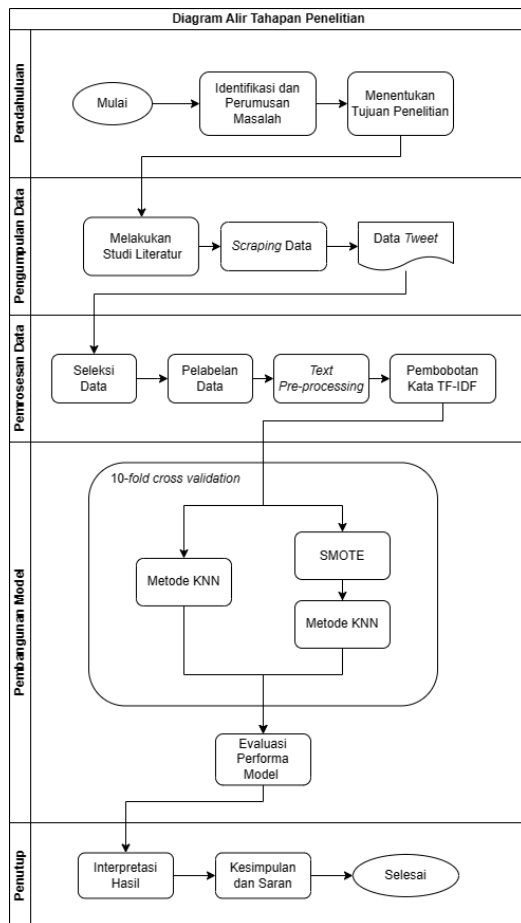 Diagram Alir Tahapan Penelitian
Pendahuluan
Mulai
Identifikasi dan
Perumusan
Masalah
Menentukan
Tujuan Penelitian
Pengumpulan Data
Melakukan
Studi Literatur
Scraping Data
Data Tweet
Pemrosesan Data
Seleksi
Data
Pelabelan
Data
Text
Pre-processing
Pembobotan
Kata TF-IDF
Pembangunan Model
10-fold cross validation
Metode KNN
SMOTE
Metode KNN
Evaluasi
Performa
Model
Penutup
Interpretasi
Hasil
Kesimpulan
dan Saran
Selesai